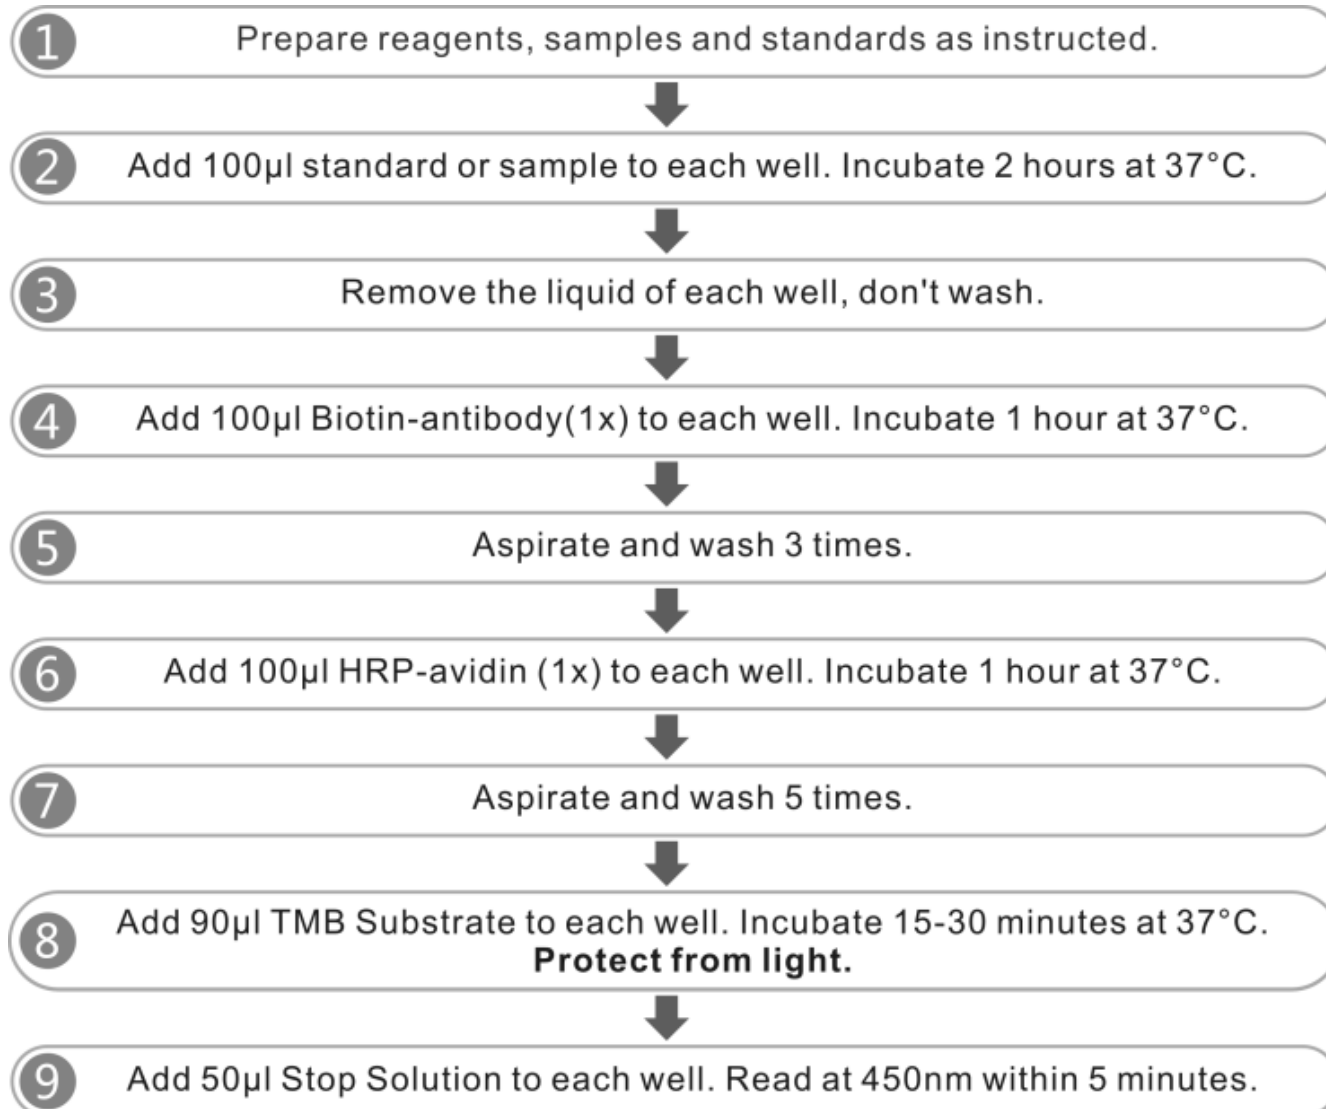 1 Prepare reagents, samples and standards as instructed.
2 Add 100µl standard or sample to each well. Incubate 2 hours at 37°C.
3 Remove the liquid of each well, don't wash.
4 Add 100µl Biotin-antibody(1x) to each well. Incubate 1 hour at 37°C.
5 Aspirate and wash 3 times.
6 Add 100µl HRP-avidin (1x) to each well. Incubate 1 hour at 37°C.
7 Aspirate and wash 5 times.
8 Add 90µl TMB Substrate to each well. Incubate 15-30 minutes at 37°C.
Protect from light.
9 Add 50µl Stop Solution to each well. Read at 450nm within 5 minutes.